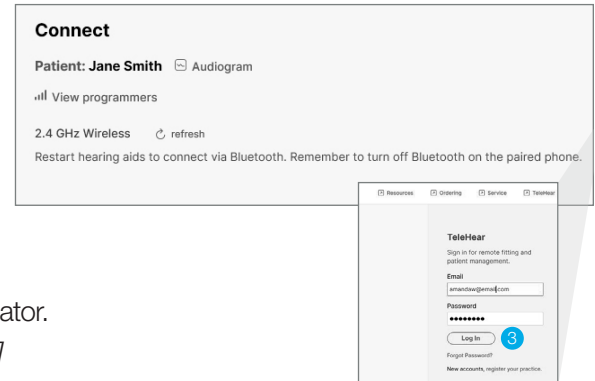 Connect
Patient: Jane Smith Audiogram
View programmers
2.4 GHz Wireless refresh
Restart hearing aids to connect via Bluetooth. Remember to turn off Bluetooth on the paired phone.
Resources Ordering Service TeleHear
TeleHear
Sign in for remote fitting and
patient management.
Email
amandaw@email.com
Password
••••••••
Log In 3
Forgot Password?
New accounts, register your practice.
ator.